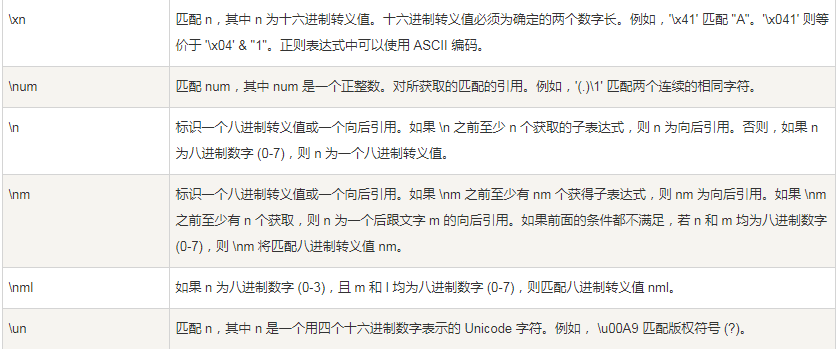 \xn
匹配 n，其中 n 为十六进制转义值。十六进制转义值必须为确定的两个数字长。例如，'\x41' 匹配 "A"。'\x041' 则等
价于 '\x04' & "1"。正则表达式中可以使用 ASCII 编码。
\num
匹配 num，其中 num 是一个正整数。对所获取的匹配的引用。例如，'(.)\1' 匹配两个连续的相同字符。
\n
标识一个八进制转义值或一个向后引用。如果 \n 之前至少 n 个获取的子表达式，则 n 为向后引用。否则，如果 n
为八进制数字 (0-7)，则 n 为一个八进制转义值。
\nm
标识一个八进制转义值或一个向后引用。如果 \nm 之前至少有 nm 个获得子表达式，则 nm 为向后引用。如果 \nm
之前至少有 n 个获取，则 n 为一个后跟文字 m 的向后引用。如果前面的条件都不满足，若 n 和 m 均为八进制数字
(0-7)，则 \nm 将匹配八进制转义值 nm。
\nml
如果 n 为八进制数字 (0-3)，且 m 和 l 均为八进制数字 (0-7)，则匹配八进制转义值 nml。
\un
匹配 n，其中 n 是一个用四个十六进制数字表示的 Unicode 字符。例如， \u00A9 匹配版权符号 (?)。